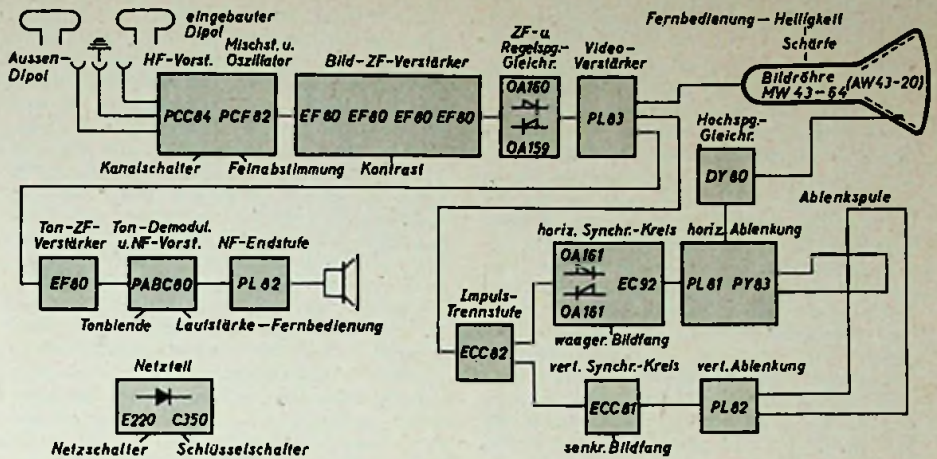 eingebauter
Dipol
Aussen-
Dipol
HF-Vorst.
Mischst. u.
Oszillator
PCC84
PCF82
Kanalschalter
Feinabstimmung
Bild-ZF-Verstärker
EF80 EF80 EF80 EF80
Kontrast
ZF-u.
Regelspg.-
Gleichr.
OA160
OA159
Video-
Verstärker
PL83
Fernbedienung — Helligkeit
Schärfe
Bildröhre
MW43-64 (AW43-20)
Hochspg.-
Gleichr.
DY80
Ablenkspule
Ton-ZF-
Verstärker
EF80
Ton-Demodul.
u.NF-Vorst.
PABC80
NF-Endstufe
PL82
Tonblende
Lautstärke—Fernbedienung
Impuls-
Trennstufe
ECC82
horiz. Synchr.-Kreis
OA161
EC92
OA161
waager. Bildfang
horiz. Ablenkung
PL81 PY83
vert. Synchr.-Kreis
ECC81
senkr. Bildfang
vert. Ablenkung
PL82
Netzteil
E220 C350
Netzschalter
Schlüsselschalter